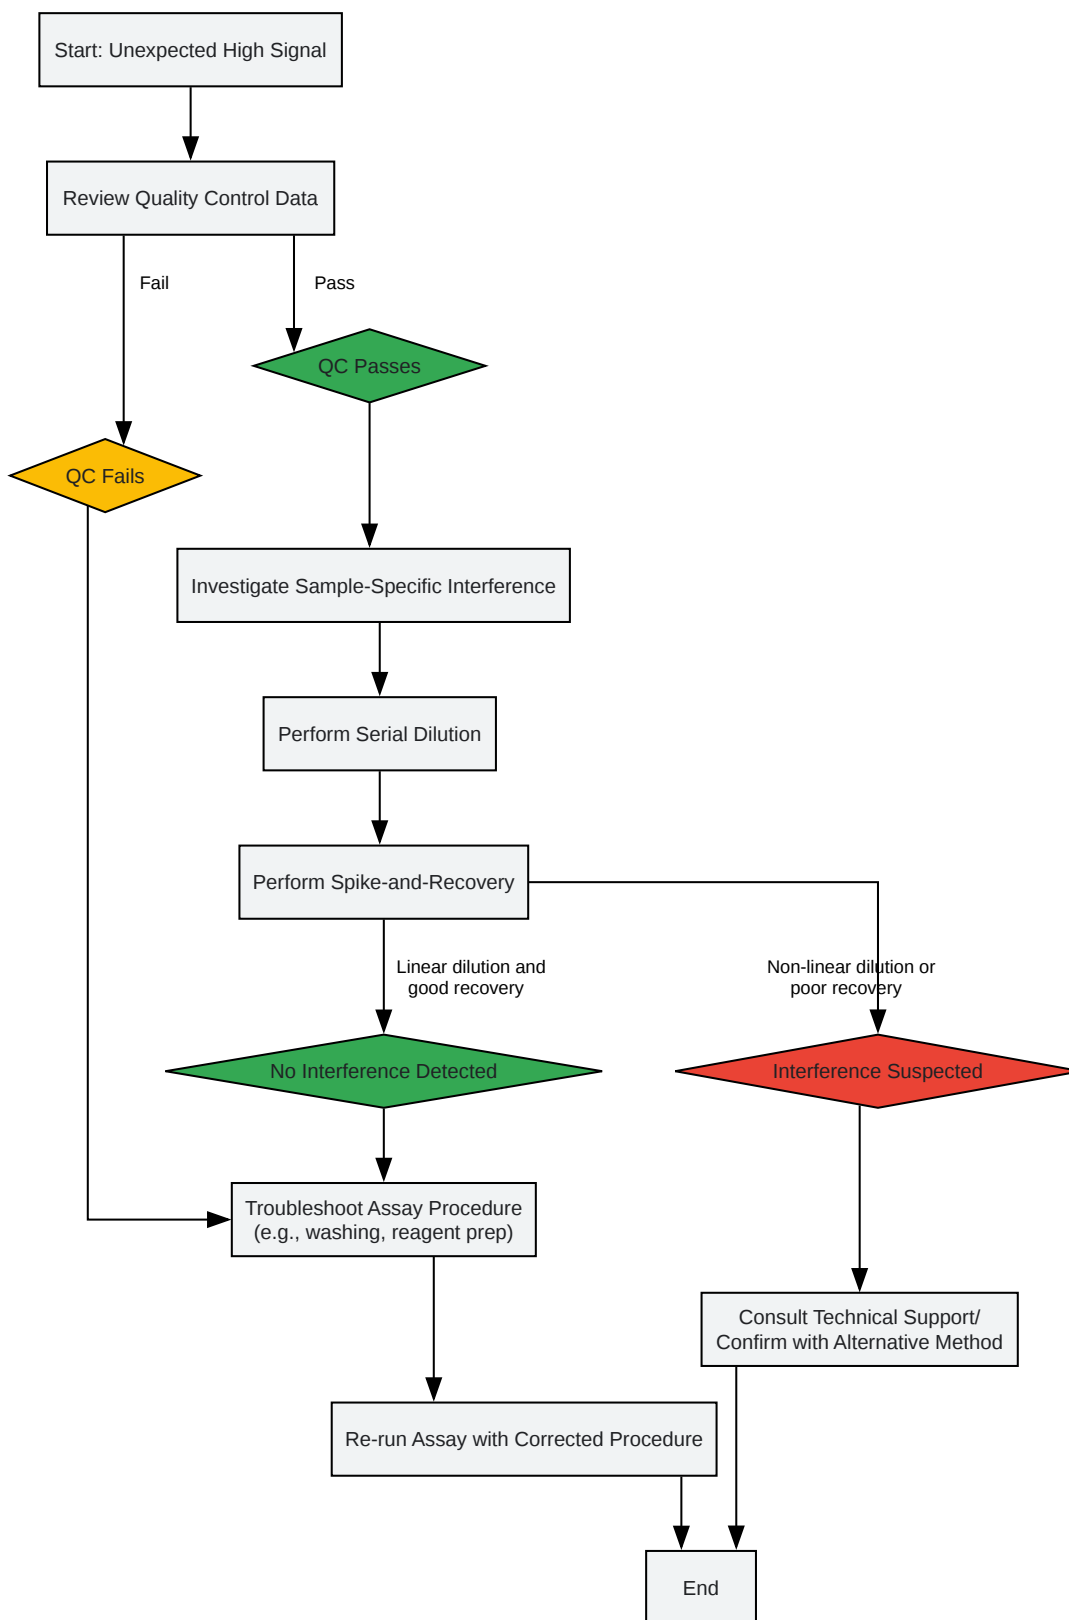 Start: Unexpected High Signal
Review Quality Control Data
Fail
Pass
QC Passes
QC Fails
Investigate Sample-Specific Interference
Perform Serial Dilution
Perform Spike-and-Recovery
Linear dilution and
good recovery
Non-linear dilution or
poor recovery
No Interference Detected
Interference Suspected
Troubleshoot Assay Procedure
(e.g., washing, reagent prep)
Consult Technical Support/
Confirm with Alternative Method
Re-run Assay with Corrected Procedure
End